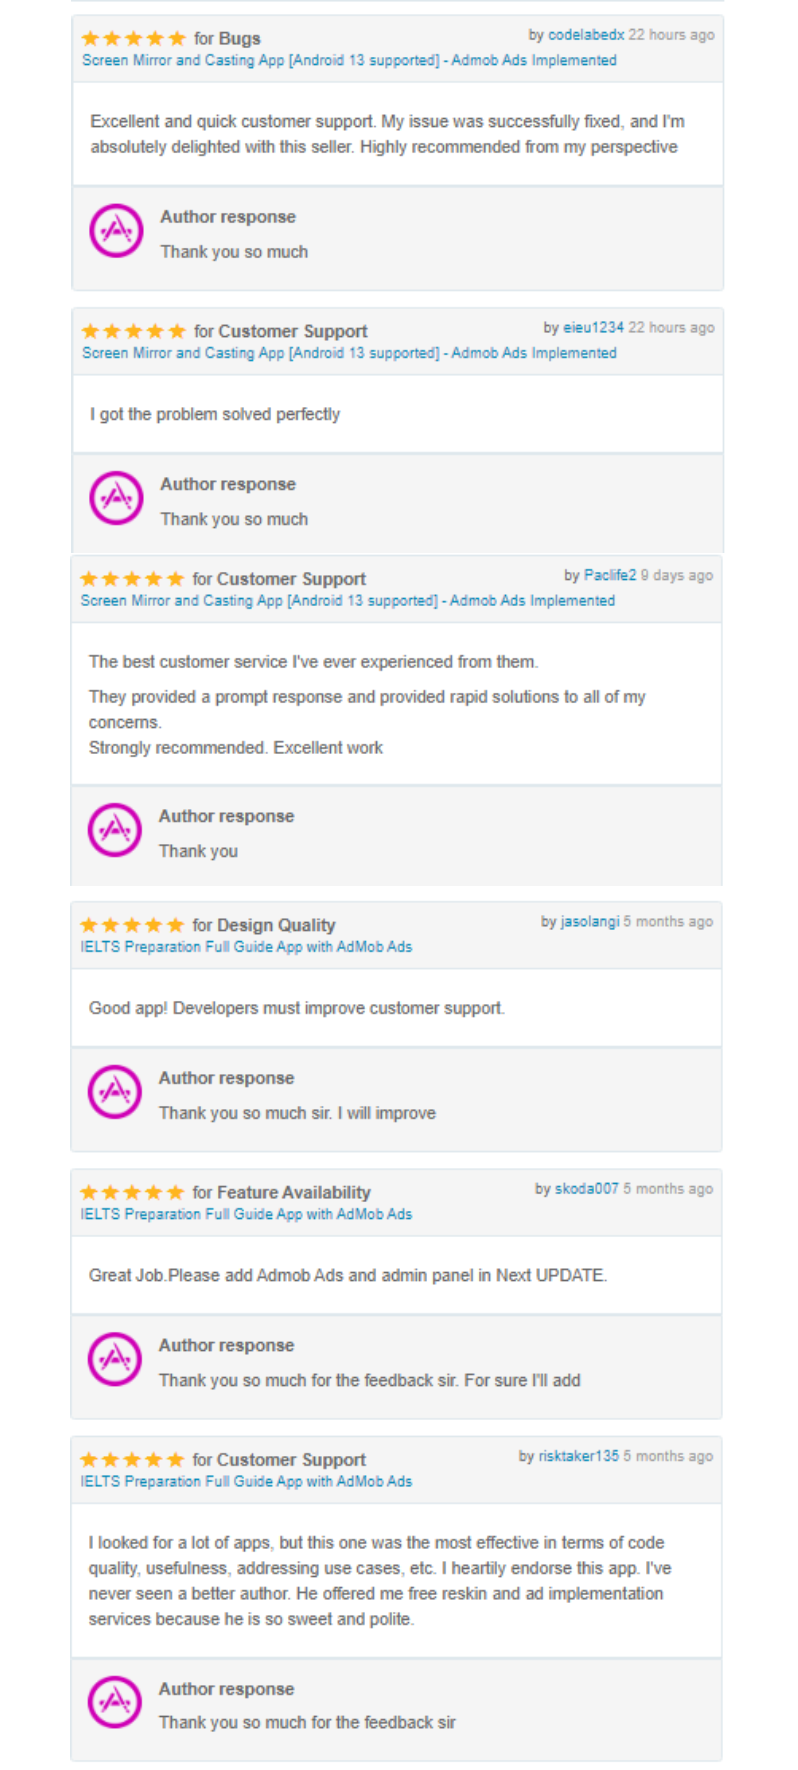 for Bugs by codelabedx 22 hours ago
Screen Mirror and Casting App [Android 13 supported] - Admob Ads Implemented
Excellent and quick customer support. My issue was successfully fixed, and I'm
absolutely delighted with this seller. Highly recommended from my perspective
Author response
Thank you so much
for Customer Support by eieu1234 22 hours ago
Screen Mirror and Casting App [Android 13 supported] - Admob Ads Implemented
I got the problem solved perfectly
Author response
Thank you so much
for Customer Support by Paclife2 9 days ago
Screen Mirror and Casting App [Android 13 supported] - Admob Ads Implemented
The best customer service I've ever experienced from them.
They provided a prompt response and provided rapid solutions to all of my
concerns.
Strongly recommended. Excellent work
Author response
Thank you
for Design Quality by jasolangi 5 months ago
IELTS Preparation Full Guide App with AdMob Ads
Good app! Developers must improve customer support.
Author response
Thank you so much sir. I will improve
for Feature Availability by skoda007 5 months ago
IELTS Preparation Full Guide App with AdMob Ads
Great Job.Please add Admob Ads and admin panel in Next UPDATE.
Author response
Thank you so much for the feedback sir. For sure I'll add
for Customer Support by risktaker135 5 months ago
IELTS Preparation Full Guide App with AdMob Ads
I looked for a lot of apps, but this one was the most effective in terms of code
quality, usefulness, addressing use cases, etc. I heartily endorse this app. I've
never seen a better author. He offered me free reskin and ad implementation
services because he is so sweet and polite.
Author response
Thank you so much for the feedback sir